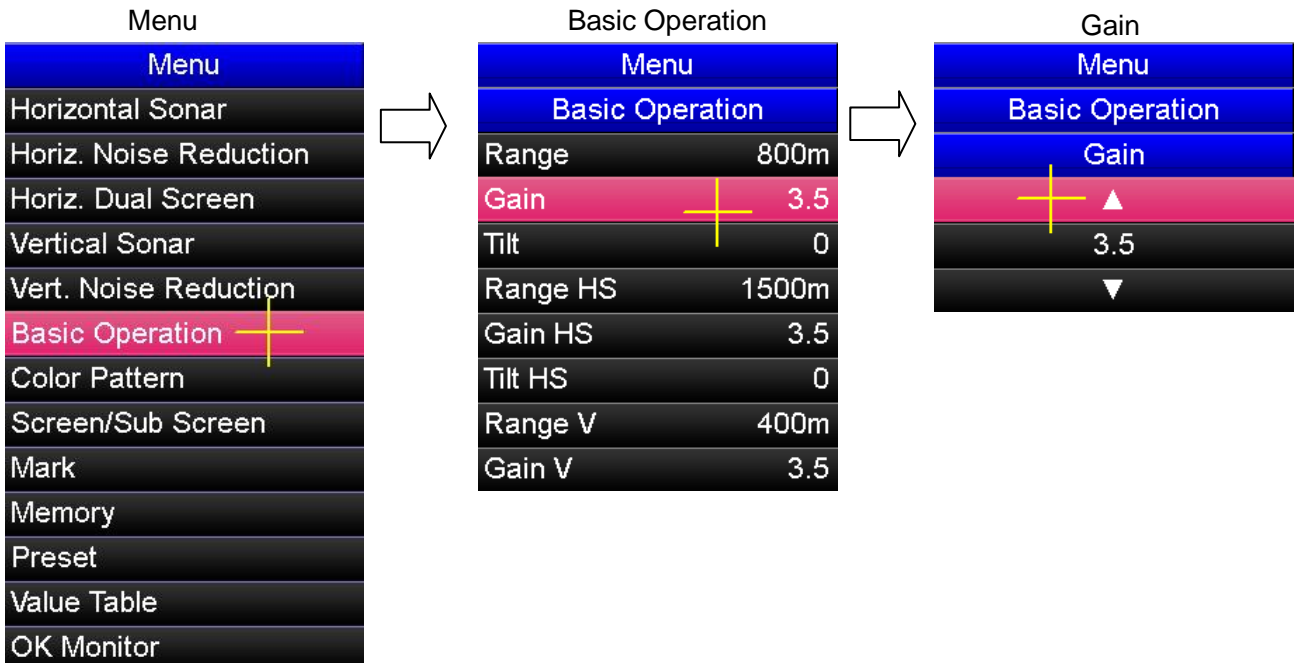 Menu
Menu
Horizontal Sonar
Horiz. Noise Reduction
Horiz. Dual Screen
Vertical Sonar
Vert. Noise Reduction
Basic Operation
Color Pattern
Screen/Sub Screen
Mark
Memory
Preset
Value Table
OK Monitor
Basic Operation
Menu
Basic Operation
Range 800m
Gain 3.5
Tilt 0
Range HS 1500m
Gain HS 3.5
Tilt HS 0
Range V 400m
Gain V 3.5
Gain
Menu
Basic Operation
Gain
▲
3.5
▼